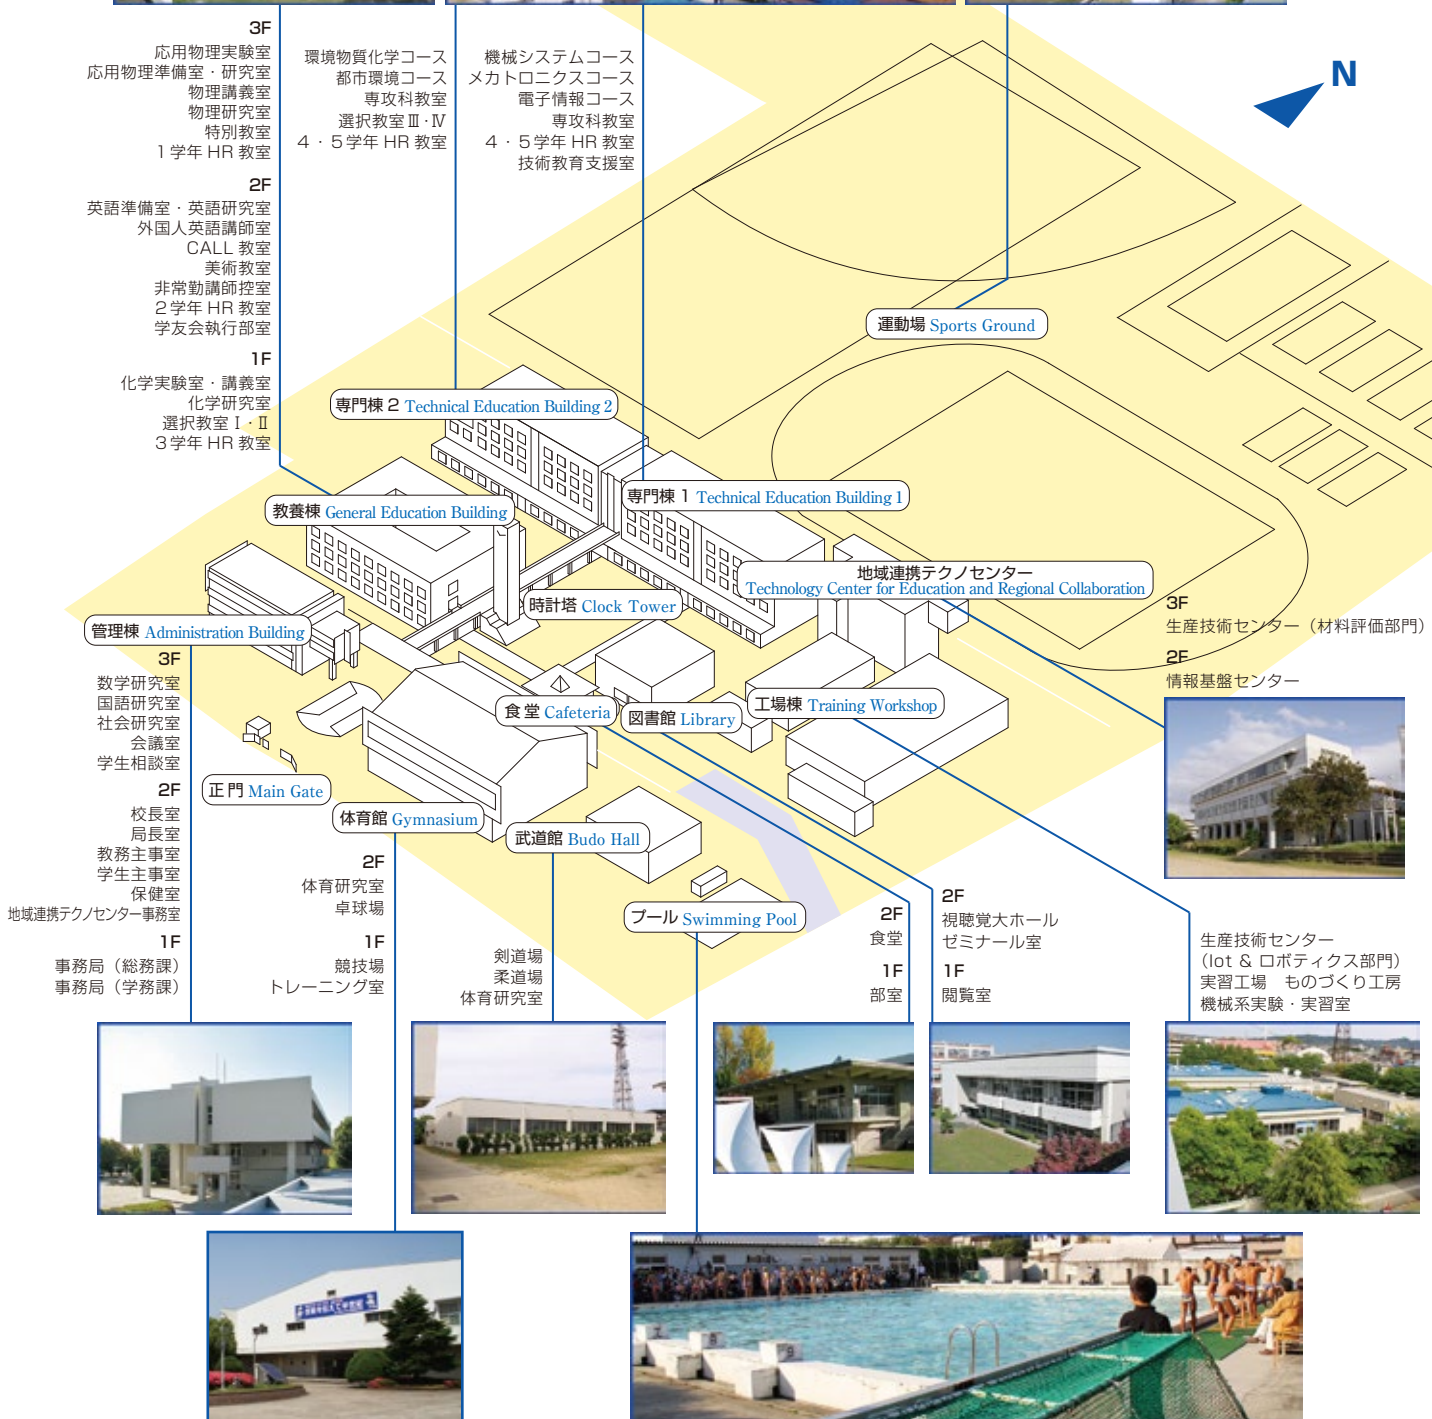 N
3F
応用物理実験室
応用物理準備室・研究室
物理講義室
物理研究室
特別教室
1学年 HR 教室
2F
英語準備室・英語研究室
外国人英語講師室
CALL 教室
美術教室
非常勤講師控室
2学年 HR 教室
学友会執行部室
1F
化学実験室・講義室
化学研究室
選択教室Ⅰ・Ⅱ
3学年 HR 教室
環境物質化学コース
都市環境コース
専攻科教室
選択教室Ⅲ・Ⅳ
4・5学年 HR 教室
機械システムコース
メカトロニクスコース
電子情報コース
専攻科教室
4・5学年 HR 教室
技術教育支援室
運動場 Sports Ground
専門棟 2 Technical Education Building 2
専門棟 1 Technical Education Building 1
教養棟 General Education Building
地域連携テクノセンター
Technology Center for Education and Regional Collaboration
時計塔 Clock Tower
管理棟 Administration Building
食堂 Cafeteria
図書館 Library
工場棟 Training Workshop
正門 Main Gate
体育館 Gymnasium
武道館 Budo Hall
プール Swimming Pool
3F
生産技術センター（材料評価部門）
2F
情報基盤センター
3F
数学研究室
国語研究室
社会研究室
会議室
学生相談室
2F
校長室
局長室
教務主事室
学生主事室
保健室
地域連携テクノセンター事務室
1F
事務局（総務課）
事務局（学務課）
2F
体育研究室
卓球場
1F
競技場
トレーニング室
剣道場
柔道場
体育研究室
2F
食堂
1F
部室
2F
視聴覚大ホール
ゼミナール室
1F
閲覧室
生産技術センター
（Iot & ロボティクス部門）
実習工場　ものづくり工房
機械系実験・実習室
7
8
9